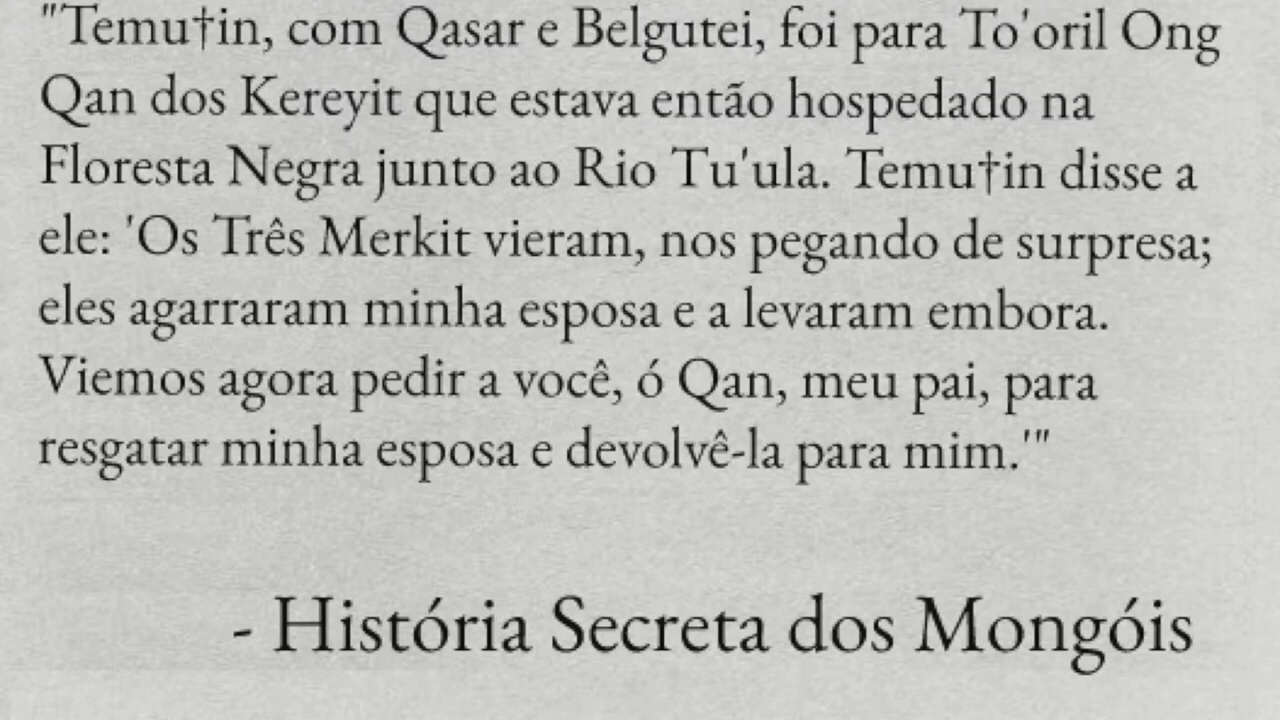 "Temu†in, com Qasar e Belgutei, foi para To'oril Ong
Qan dos Kereyit que estava então hospedado na
Floresta Negra junto ao Rio Tu'ula. Temu†in disse a
ele: 'Os Três Merkit vieram, nos pegando de surpresa;
eles agarraram minha esposa e a levaram embora.
Viemos agora pedir a você, ó Qan, meu pai, para
resgatar minha esposa e devolvê-la para mim.'"
- História Secreta dos Mongóis